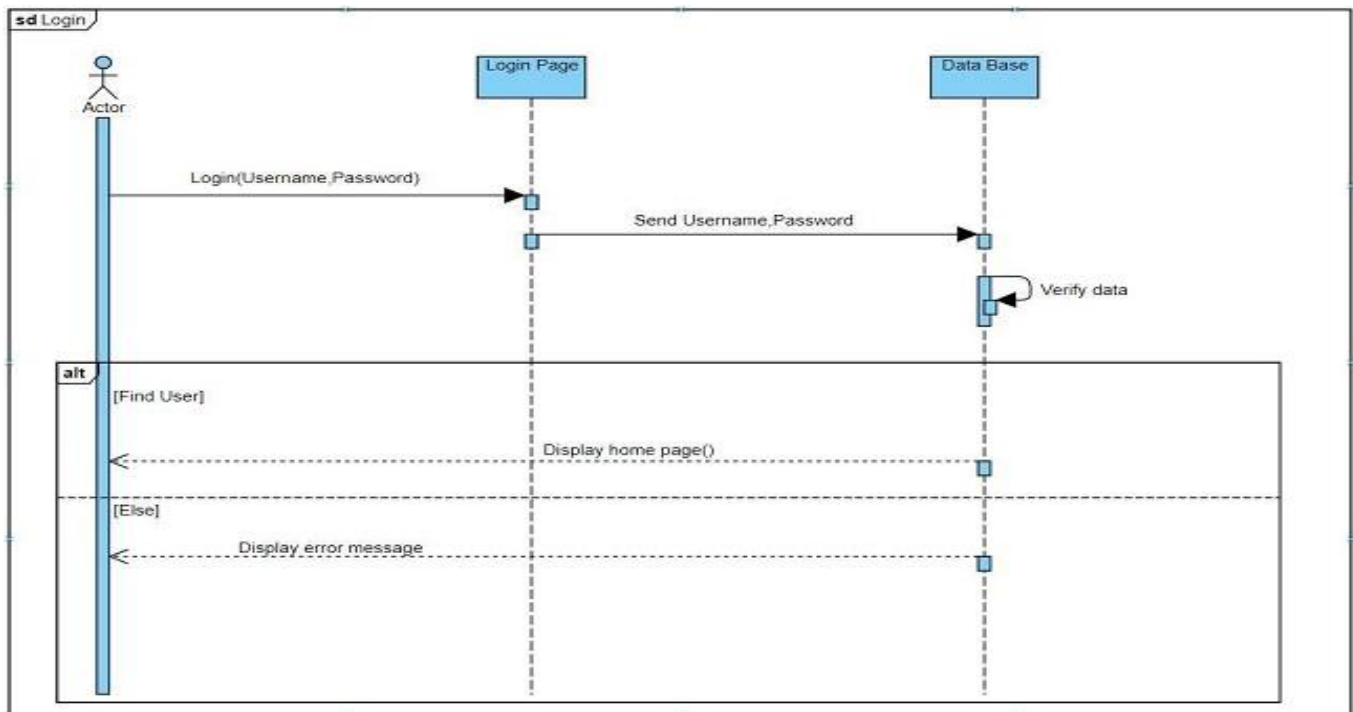 sd Login
Actor
Login Page
Data Base
Login(Username,Password)
Send Username,Password
Verify data
alt
[Find User]
Display home page()
[Else]
Display error message